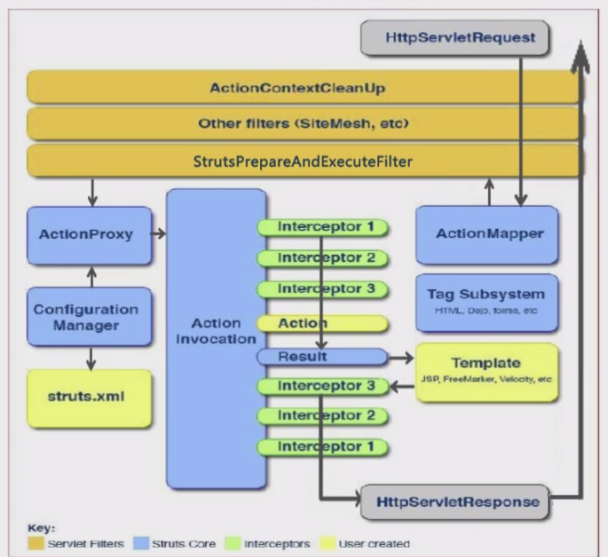 HttpServletRequest
ActionContextCleanUp
Other filters (SiteMesh, etc)
StrutsPrepareAndExecuteFilter
ActionProxy
Configuration
Manager
struts.xml
Action
Invocation
Interceptor 1
Interceptor 2
Interceptor 3
Action
Result
Interceptor 3
Interceptor 2
Interceptor 1
ActionMapper
Tag Subsystem
HTML, Dojo, forms, etc
Template
JSP, FreeMarker, Velocity, etc
HttpServletResponse
Key:
Servlet Filters
Struts Core
Interceptors
User created